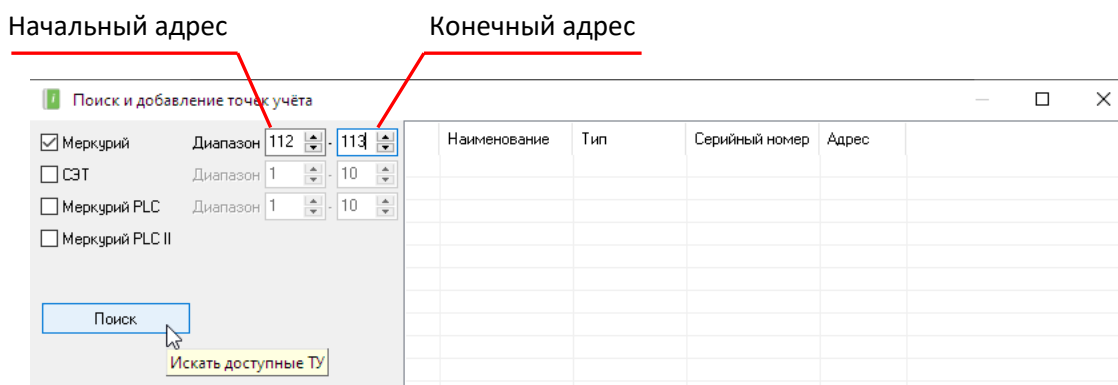 Начальный адрес Конечный адрес
Поиск и добавление точек учёта
Меркурий Диапазон 112 - 113 Наименование Тип Серийный номер Адрес
СЭТ Диапазон 1 - 10
Меркурий PLC Диапазон 1 - 10
Меркурий PLC II
Поиск
Искать доступные ТУ